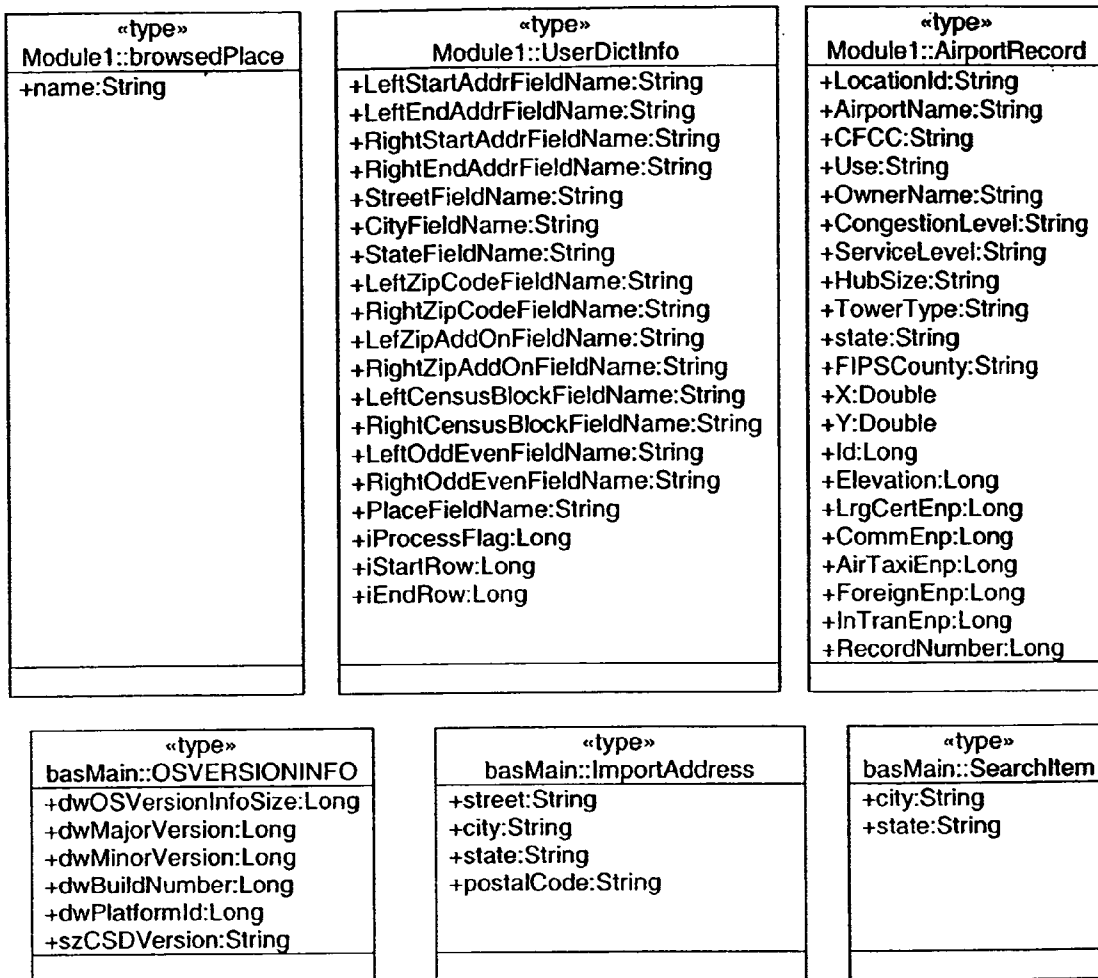 «type»
Module1::browsedPlace
+name:String
«type»
Module1::UserDictInfo
+LeftStartAddrFieldName:String
+LeftEndAddrFieldName:String
+RightStartAddrFieldName:String
+RightEndAddrFieldName:String
+StreetFieldName:String
+CityFieldName:String
+StateFieldName:String
+LeftZipCodeFieldName:String
+RightZipCodeFieldName:String
+LefZipAddOnFieldName:String
+RightZipAddOnFieldName:String
+LeftCensusBlockFieldName:String
+RightCensusBlockFieldName:String
+LeftOddEvenFieldName:String
+RightOddEvenFieldName:String
+PlaceFieldName:String
+iProcessFlag:Long
+iStartRow:Long
+iEndRow:Long
«type»
Module1::AirportRecord
+LocationId:String
+AirportName:String
+CFCC:String
+Use:String
+OwnerName:String
+CongestionLevel:String
+ServiceLevel:String
+HubSize:String
+TowerType:String
+state:String
+FIPSCounty:String
+X:Double
+Y:Double
+Id:Long
+Elevation:Long
+LrgCertEnp:Long
+CommEnp:Long
+AirTaxiEnp:Long
+ForeignEnp:Long
+InTranEnp:Long
+RecordNumber:Long
«type»
basMain::OSVERSIONINFO
+dwOSVersionInfoSize:Long
+dwMajorVersion:Long
+dwMinorVersion:Long
+dwBuildNumber:Long
+dwPlatformId:Long
+szCSDVersion:String
«type»
basMain::ImportAddress
+street:String
+city:String
+state:String
+postalCode:String
«type»
basMain::SearchItem
+city:String
+state:String